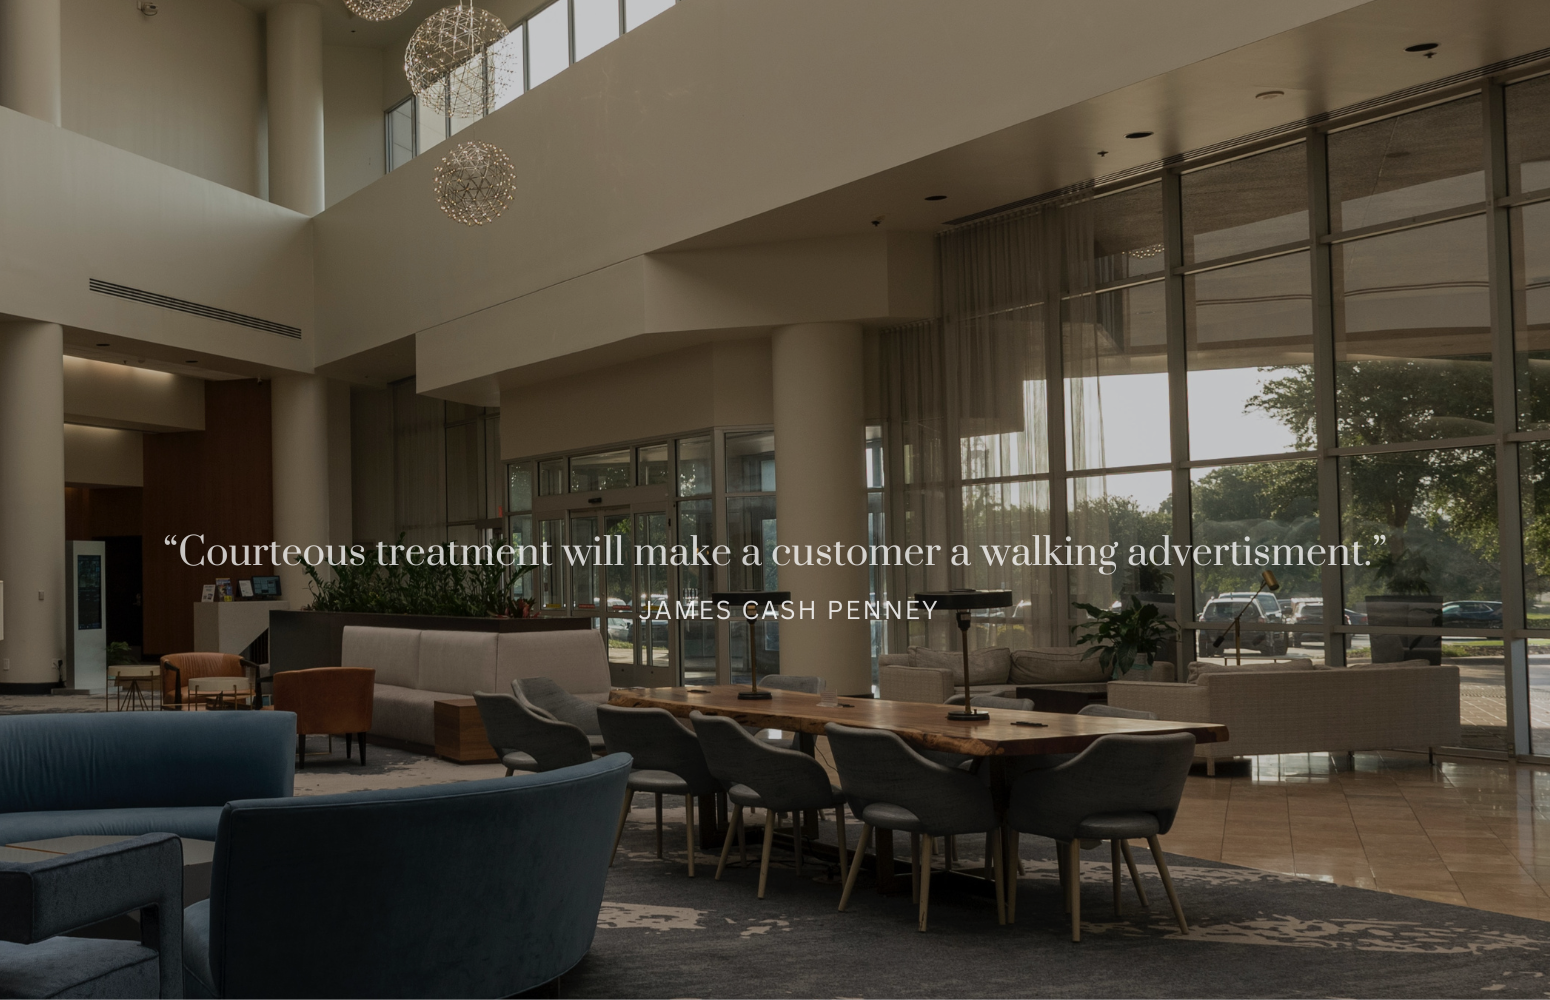 “Courteous treatment will make a customer a walking advertisment.”
JAMES CASH PENNEY